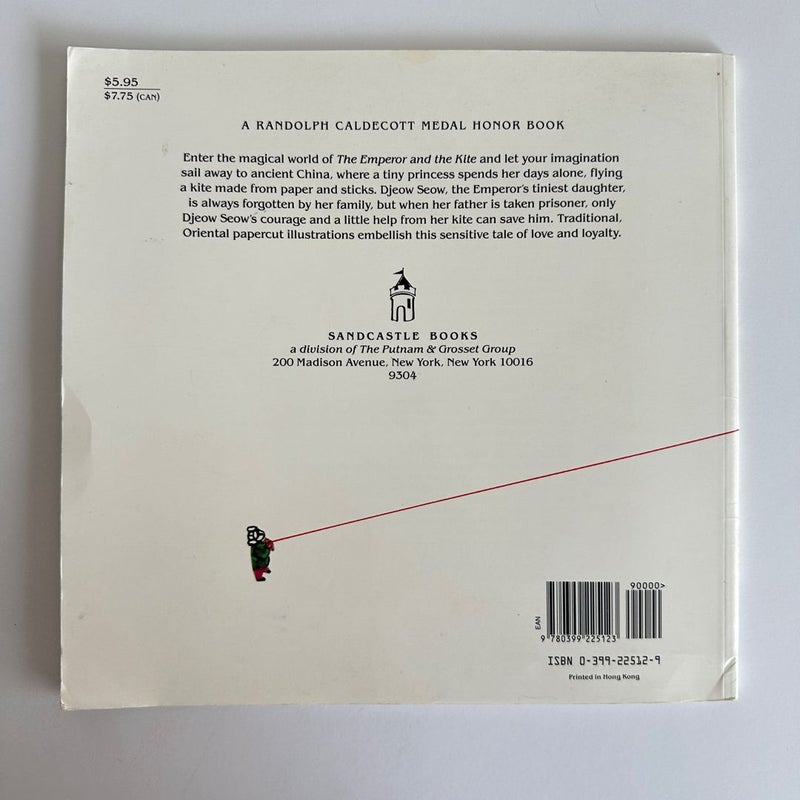 $5.95
$7.75 (CAN)
A RANDOLPH CALDECOTT MEDAL HONOR BOOK
Enter the magical world of The Emperor and the Kite and let your imagination
sail away to ancient China, where a tiny princess spends her days alone, flying
a kite made from paper and sticks. Djeow Seow, the Emperor's tiniest daughter,
is always forgotten by her family, but when her father is taken prisoner, only
Djeow Seow's courage and a little help from her kite can save him. Traditional,
Oriental papercut illustrations embellish this sensitive tale of love and loyalty.
SANDCASTLE BOOKS
a division of The Putnam & Grosset Group
200 Madison Avenue, New York, New York 10016
9304
90000>
EAN
9 780399 225123
ISBN 0-399-22512-9
Printed in Hong Kong